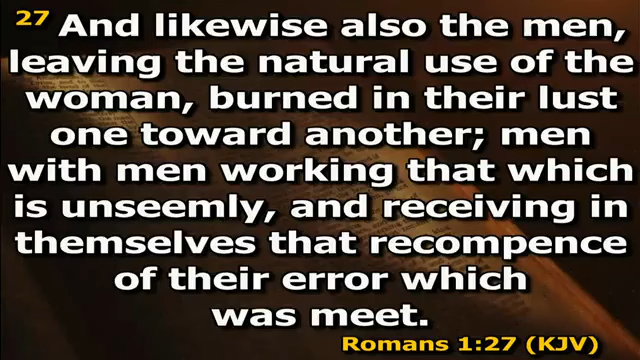 27 And likewise also the men,
leaving the natural use of the
woman, burned in their lust
one toward another; men
with men working that which
is unseemly, and receiving in
themselves that recompence
of their error which
was meet.
Romans 1:27 (KJV)